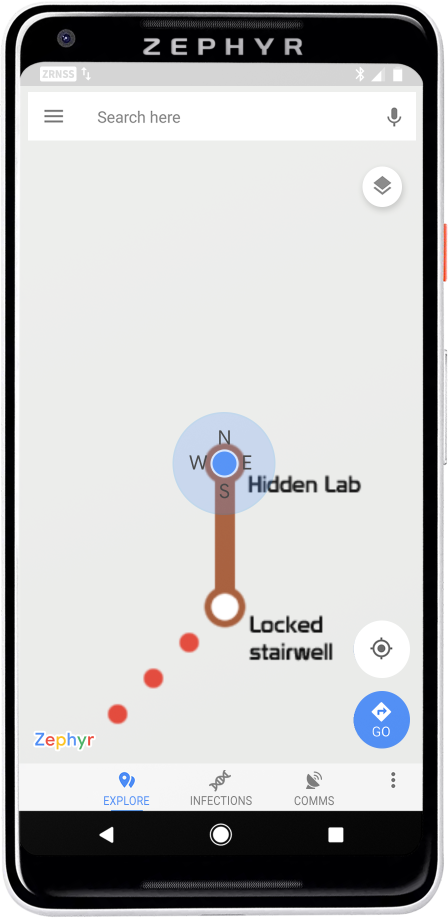 ZEPHYR
ZRNSS
Search here
N
W E
S
Hidden Lab
Locked
stairwell
GO
Zephyr
EXPLORE INFECTIONS COMMS